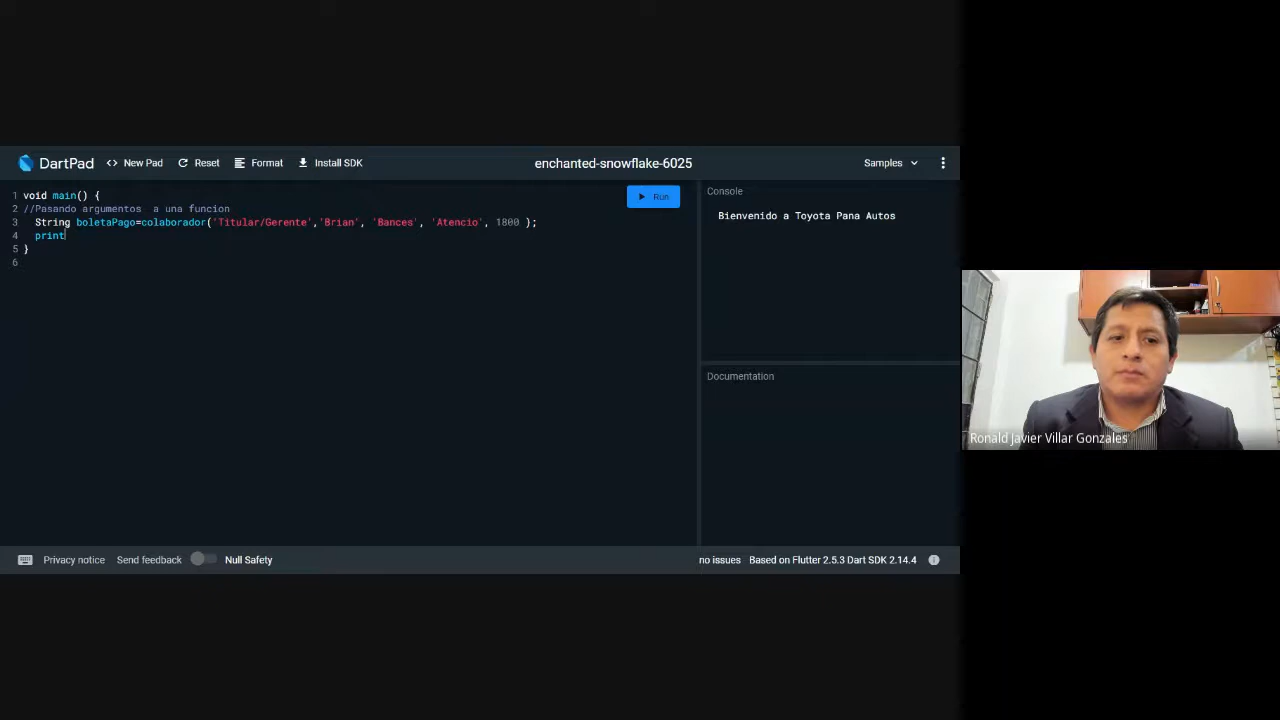 DartPad
New Pad
Reset
Format
Install SDK
enchanted-snowflake-6025
Samples
1 void main() {
2 //Pasando argumentos  a una funcion
3 String boletaPago=colaborador('Titular/Gerente','Brian', 'Bances', 'Atencio', 1800 );
4 print
5 }
6
Run
Console
Bienvenido a Toyota Pana Autos
Documentation
Ronald Javier Villar Gonzales
Privacy notice
Send feedback
Null Safety
no issues
Based on Flutter 2.5.3 Dart SDK 2.14.4